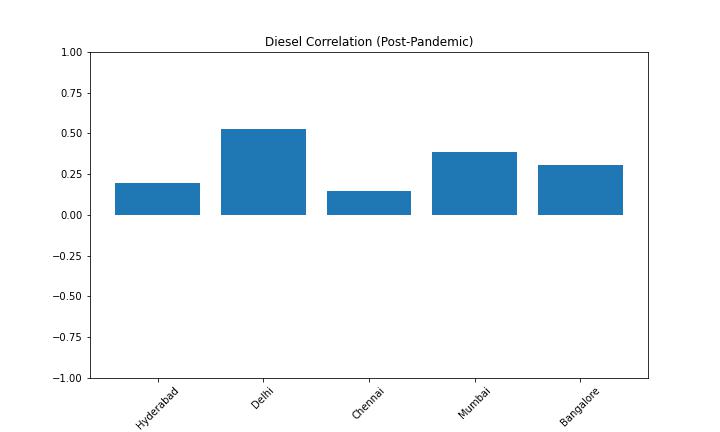 Diesel Correlation (Post-Pandemic)
1.00
0.75
0.50
0.25
0.00
−0.25
−0.50
−0.75
−1.00
Hyderabad
Delhi
Chennai
Mumbai
Bangalore